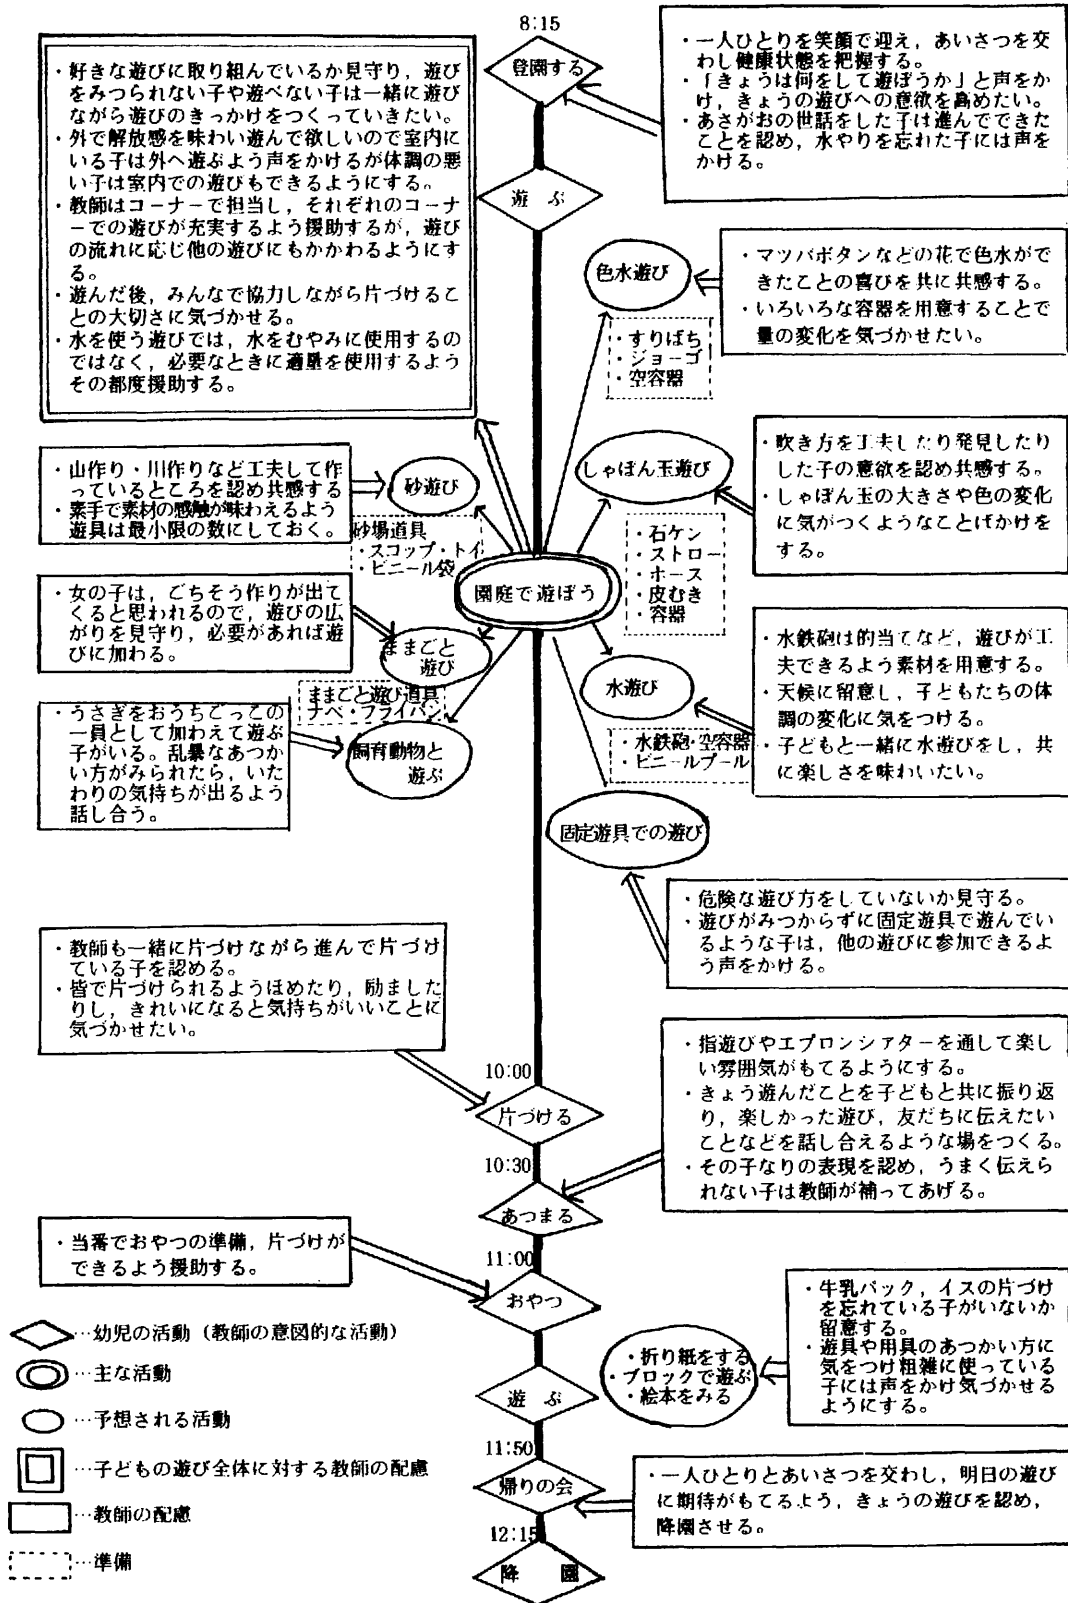 8:15
登園する
・一人ひとりを笑顔で迎え，あいさつを交
わし健康状態を把握する。
・「きょうは何をして遊ぼうか」と声をか
け，きょうの遊びへの意欲を高めたい。
・あさがおの世話をした子は進んでできた
ことを認め，水やりを忘れた子には声を
かける。
・好きな遊びに取り組んでいるか見守り，遊び
をみつられない子や遊べない子は一緒に遊び
ながら遊びのきっかけをつくっていきたい。
・外で解放感を味わい遊んで欲しいので室内に
いる子は外へ遊ぶよう声をかけるが体調の悪
い子は室内での遊びもできるようにする。
・教師はコーナーで担当し，それぞれのコーナ
ーでの遊びが充実するよう援助するが，遊び
の流れに応じ他の遊びにもかかわるようにす
る。
・遊んだ後，みんなで協力しながら片づけるこ
との大切さに気づかせる。
・水を使う遊びでは，水をむやみに使用するの
ではなく，必要なときに適量を使用するよう
その都度援助する。
遊 ぶ
色水遊び
・マツバボタンなどの花で色水がで
きたことの喜びを共に共感する。
・いろいろな容器を用意することで
量の変化を気づかせたい。
・すりばち
・ジョーゴ
・空容器
・山作り・川作りなど工夫して作
っているところを認め共感する
・素手で素材の感触が味わえるよう
遊具は最小限の数にしておく。
砂遊び
砂場道具
・スコップ・トイ
・ビニール袋
しゃぼん玉遊び
・吹き方を工夫したり発見したり
した子の意欲を認め共感する。
・しゃぼん玉の大きさや色の変化
に気がつくようなことばかけを
する。
・石ケン
・ストロー
・ホース
・皮むき
・容器
園庭で遊ぼう
・女の子は，ごちそう作りが出て
くると思われるので，遊びの広
がりを見守り，必要があれば遊
びに加わる。
ままごと
遊び
ままごと遊び道具
ナベ・フライパン
・うさぎをおうちごっこの
一員として加わえて遊ぶ
子がいる。乱暴なあつか
い方がみられたら，いた
わりの気持ちが出るよう
話し合う。
飼育動物と
遊ぶ
水遊び
・水鉄砲・空容器
・ビニールプール
・水鉄砲は的当てなど，遊びが工
夫できるよう素材を用意する。
・天候に留意し，子どもたちの体
調の変化に気をつける。
・子どもと一緒に水遊びをし，共
に楽しさを味わいたい。
固定遊具での遊び
・危険な遊び方をしていないか見守る。
・遊びがみつからずに固定遊具で遊んでい
るような子は，他の遊びに参加できるよ
う声をかける。
・教師も一緒に片づけながら進んで片づけ
ている子を認める。
・皆で片づけられるようほめたり，励ました
りし，きれいになると気持ちがいいことに
気づかせたい。
10:00
片づける
・指遊びやエプロンシアターを通して楽し
い雰囲気がもてるようにする。
・きょう遊んだことを子どもと共に振り返
り，楽しかった遊び，友だちに伝えたい
ことなどを話し合えるような場をつくる。
・その子なりの表現を認め，うまく伝えら
れない子は教師が補ってあげる。
10:30
あつまる
・当番でおやつの準備，片づけが
できるよう援助する。
11:00
おやつ
・折り紙をする
・ブロックで遊ぶ
・絵本をみる
・牛乳パック，イスの片づけ
を忘れている子がいないか
留意する。
・遊具や用具のあつかい方に
気をつけ粗雑に使っている
子には声をかけ気づかせる
ようにする。
遊 ぶ
11:50
帰りの会
・一人ひとりとあいさつを交わし，明日の遊び
に期待がもてるよう，きょうの遊びを認め，
降園させる。
12:15
降 園
…幼児の活動（教師の意図的な活動）
…主な活動
…予想される活動
…子どもの遊び全体に対する教師の配慮
…教師の配慮
…準備